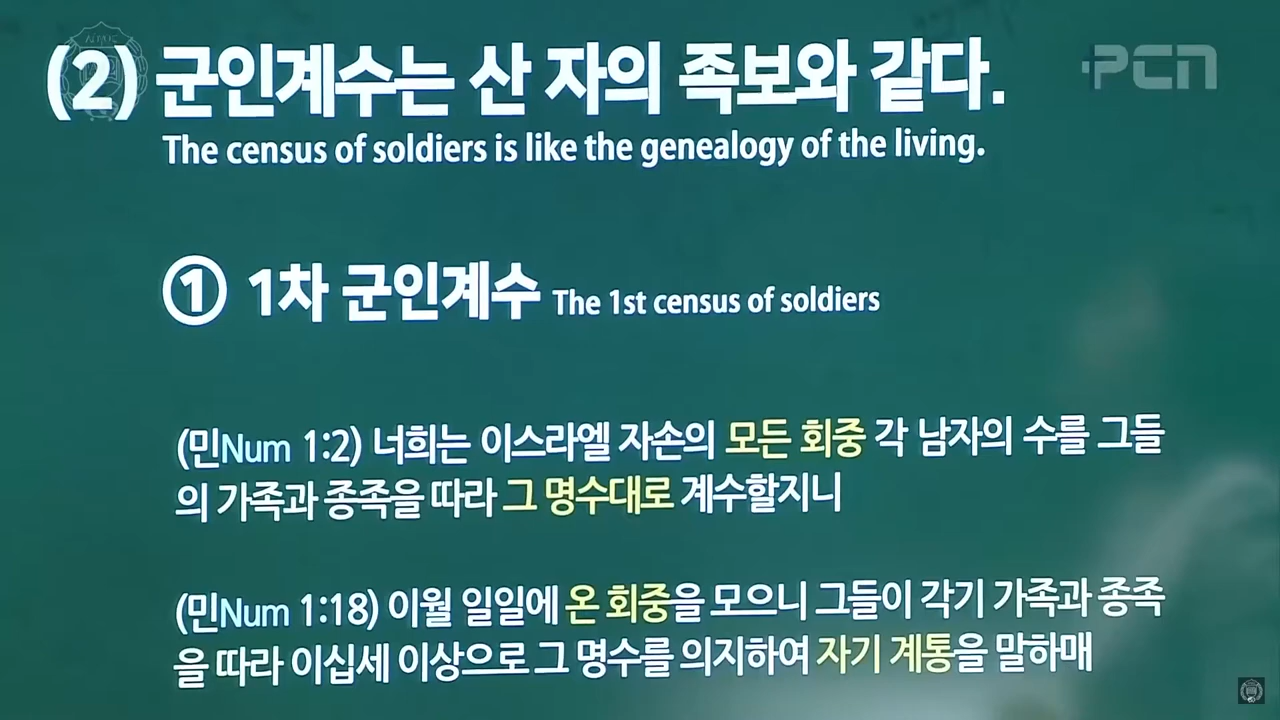 (2) 군인계수는 산 자의 족보와 같다.
PCN
The census of soldiers is like the genealogy of the living.
① 1차 군인계수 The 1st census of soldiers
(민Num 1:2) 너희는 이스라엘 자손의 모든 회중 각 남자의 수를 그들
의 가족과 종족을 따라 그 명수대로 계수할지니
(민Num 1:18) 이월 일일에 온 회중을 모으니 그들이 각기 가족과 종족
을 따라 이십세 이상으로 그 명수를 의지하여 자기 계통을 말하매